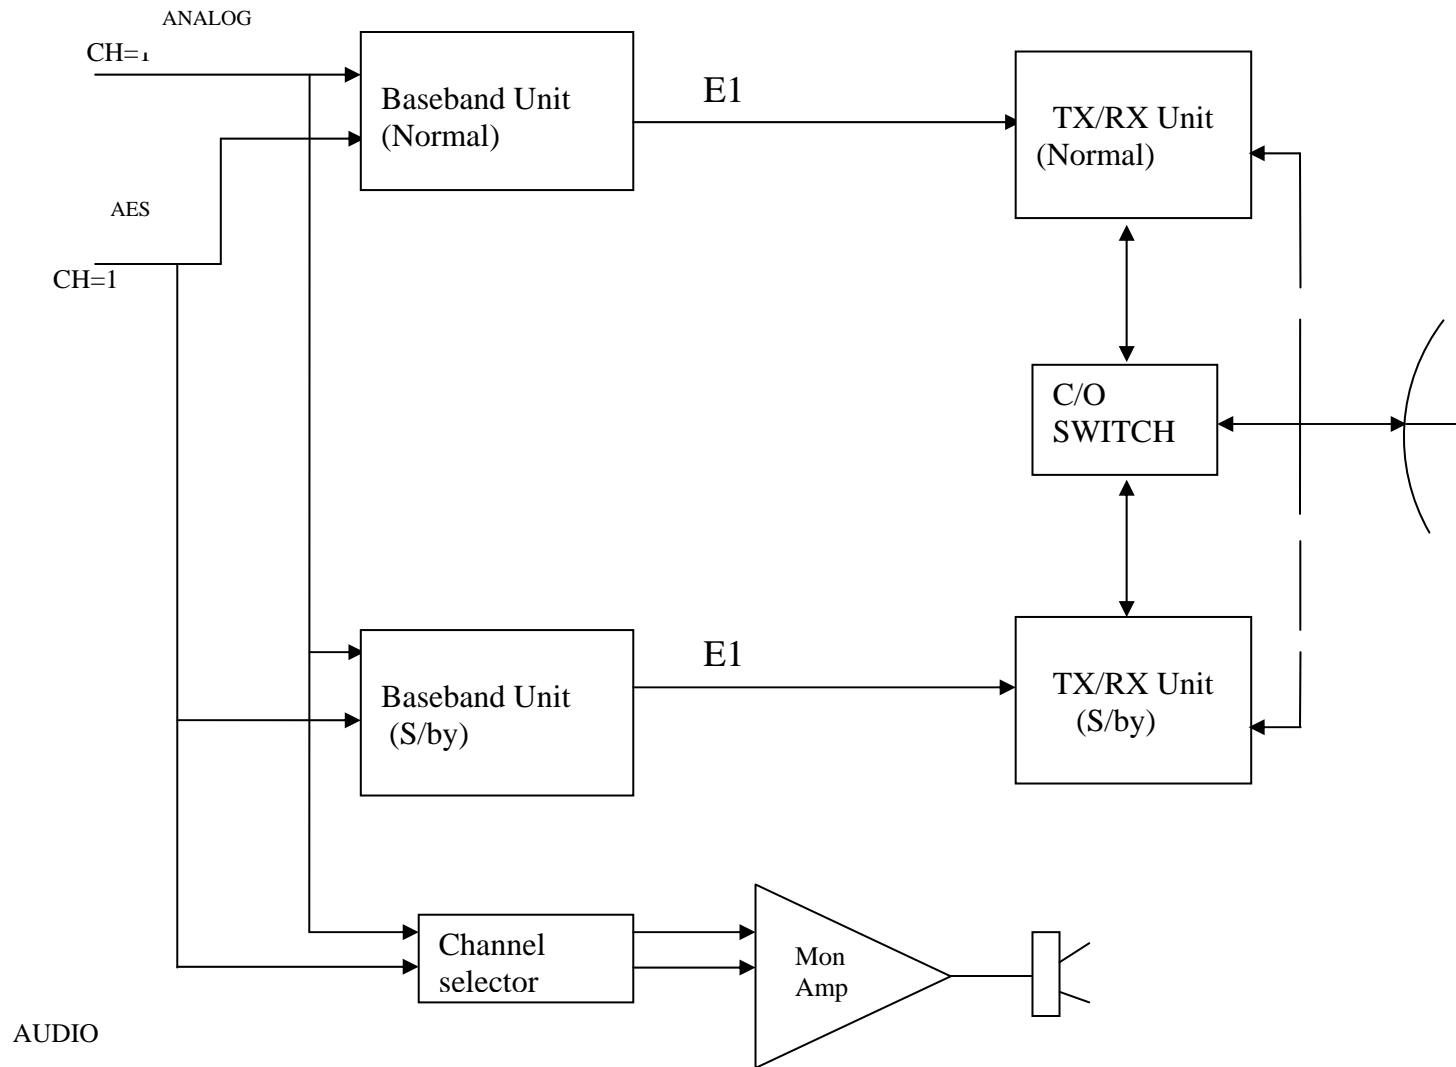 ANALOG
CH=1
Baseband Unit
(Normal)
E1
TX/RX Unit
(Normal)
AES
CH=1
C/O
SWITCH
Baseband Unit
(S/by)
E1
TX/RX Unit
(S/by)
Channel
selector
Mon
Amp
AUDIO